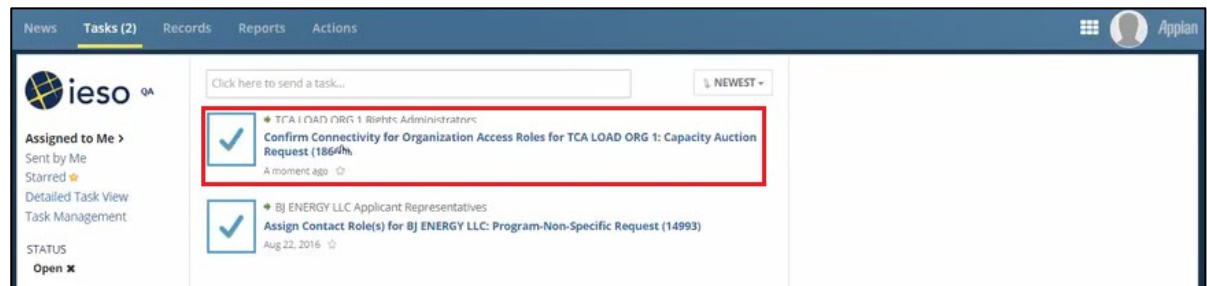 News Tasks (2) Records Reports Actions Appian
ieso QA
Click here to send a task... NEWEST
Assigned to Me >
Sent by Me
Starred
Detailed Task View
Task Management
STATUS
Open ✖
TCA LOAD ORG 1 Rights Administrators
Confirm Connectivity for Organization Access Roles for TCA LOAD ORG 1: Capacity Auction
Request
A moment ago
BJ ENERGY LLC Applicant Representatives
Assign Contact Role(s) for BJ ENERGY LLC: Program-Non-Specific Request (14993)
Aug 22, 2016